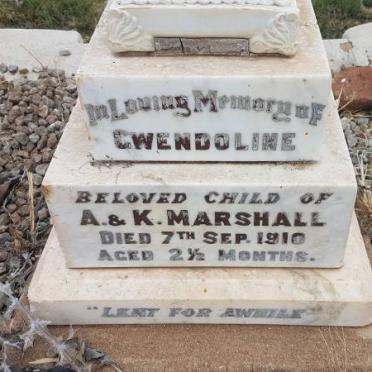 In Loving Memory of
GWENDOLINE
BELOVED CHILD OF
A. & K. MARSHALL
DIED 7TH SEP. 1910
AGED 2½ MONTHS.
"LENT FOR AWHILE"